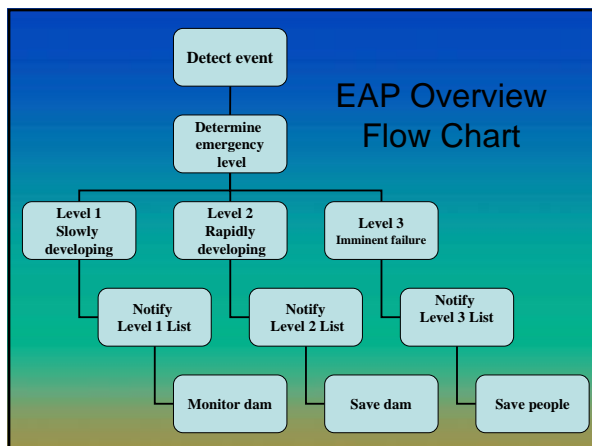 Detect event
EAP Overview
Flow Chart
Determine
emergency
level
Level 1
Slowly
developing
Level 2
Rapidly
developing
Level 3
Imminent failure
Notify
Level 1 List
Notify
Level 2 List
Notify
Level 3 List
Monitor dam
Save dam
Save people